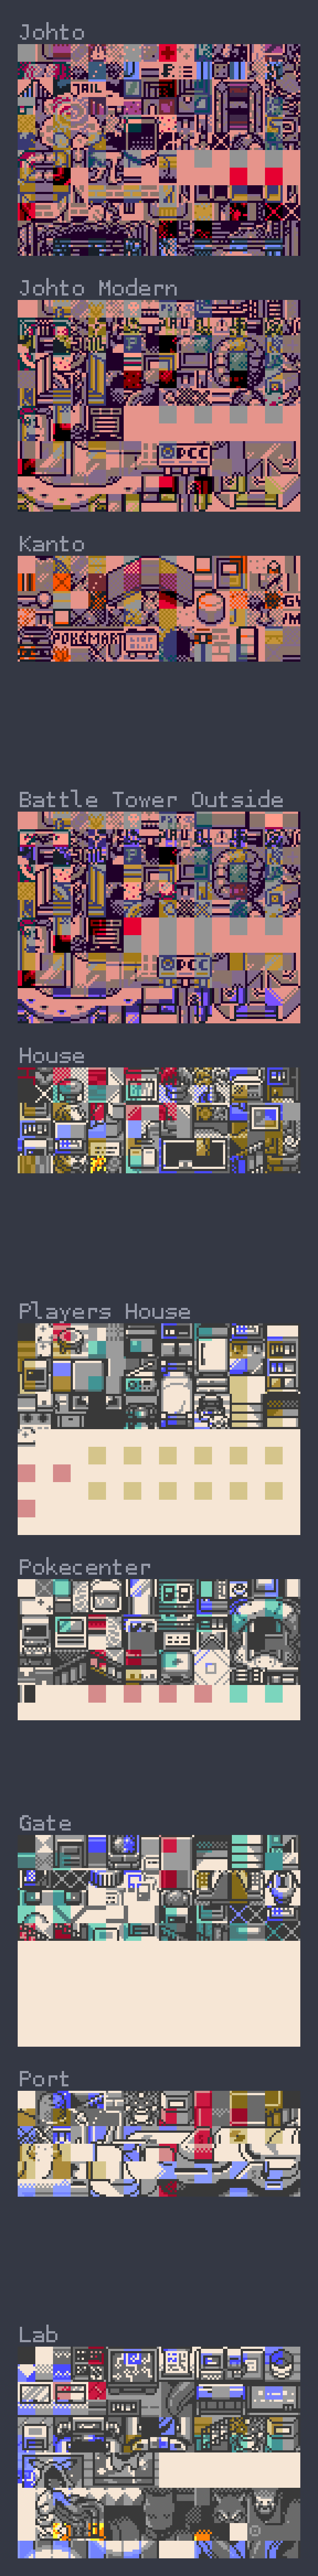 Johto
JAIL
Johto Modern
PCC
Kanto
POKéMART
Battle Tower Outside
PCC
House
Players House
Pokecenter
Gate
Port
Lab